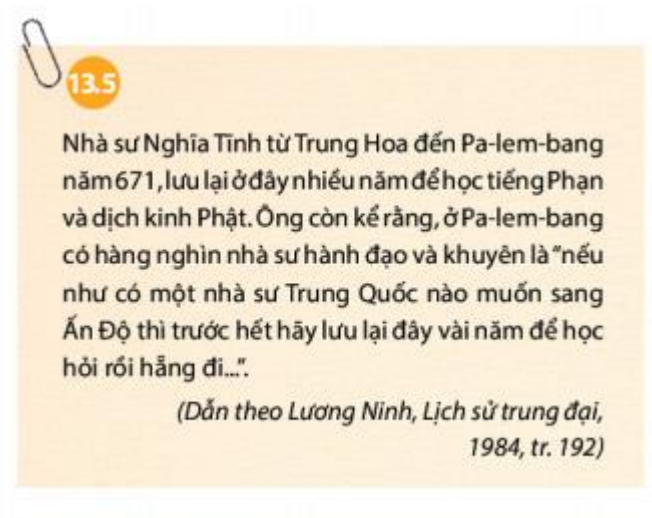 13.5
Nhà sư Nghĩa Tĩnh từ Trung Hoa đến Pa-lem-bang
năm 671, lưu lại ở đây nhiều năm để học tiếng Phạn
và dịch kinh Phật. Ông còn kể rằng, ở Pa-lem-bang
có hàng nghìn nhà sư hành đạo và khuyên là "nếu
như có một nhà sư Trung Quốc nào muốn sang
Ấn Độ thì trước hết hãy lưu lại đây vài năm để học
hỏi rồi hẵng đi...".
(Dẫn theo Lương Ninh, Lịch sử trung đại,
1984, tr. 192)